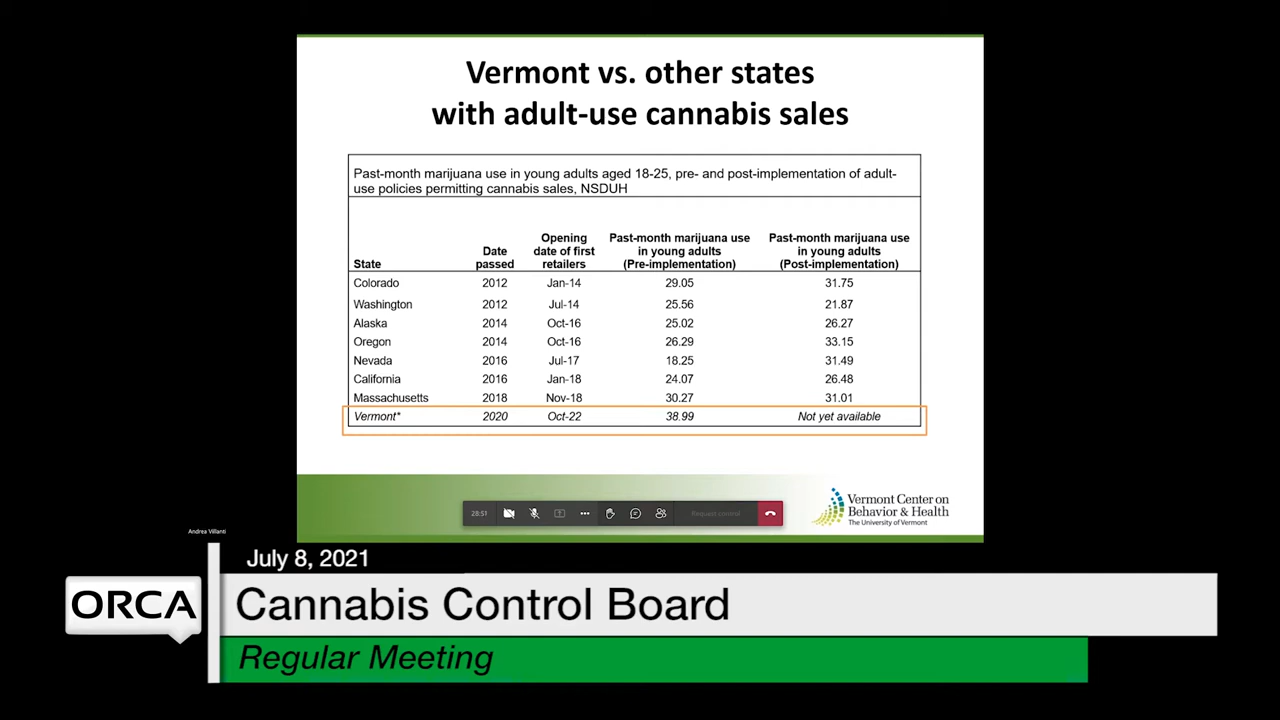 Vermont vs. other states
with adult-use cannabis sales
Past-month marijuana use in young adults aged 18-25, pre- and post-implementation of adult-
use policies permitting cannabis sales, NSDUH
State Date passed Opening date of first retailers Past-month marijuana use in young adults (Pre-implementation) Past-month marijuana use in young adults (Post-implementation)
Colorado 2012 Jan-14 29.05 31.75
Washington 2012 Jul-14 25.56 21.87
Alaska 2014 Oct-16 25.02 26.27
Oregon 2014 Oct-16 26.29 33.15
Nevada 2016 Jul-17 18.25 31.49
California 2016 Jan-18 24.07 26.48
Massachusetts 2018 Nov-18 30.27 31.01
Vermont* 2020 Oct-22 38.99 Not yet available
Vermont Center on
Behavior & Health
The University of Vermont
28:51 Request control
Andrea Villanti
July 8, 2021
ORCA
Cannabis Control Board
Regular Meeting